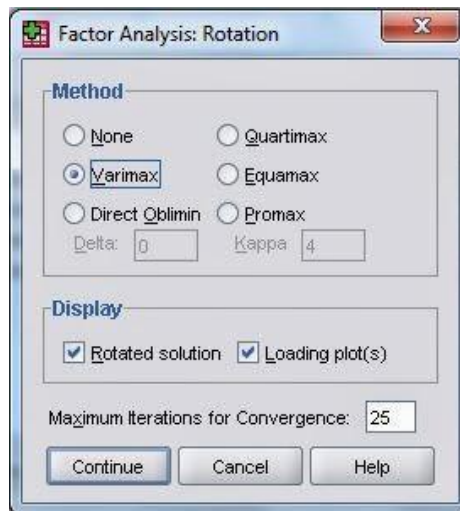 Factor Analysis: Rotation
Method
None Quartimax
Varimax Equamax
Direct Oblimin Promax
Delta: 0 Kappa 4
Display
Rotated solution Loading plot(s)
Maximum Iterations for Convergence: 25
Continue Cancel Help